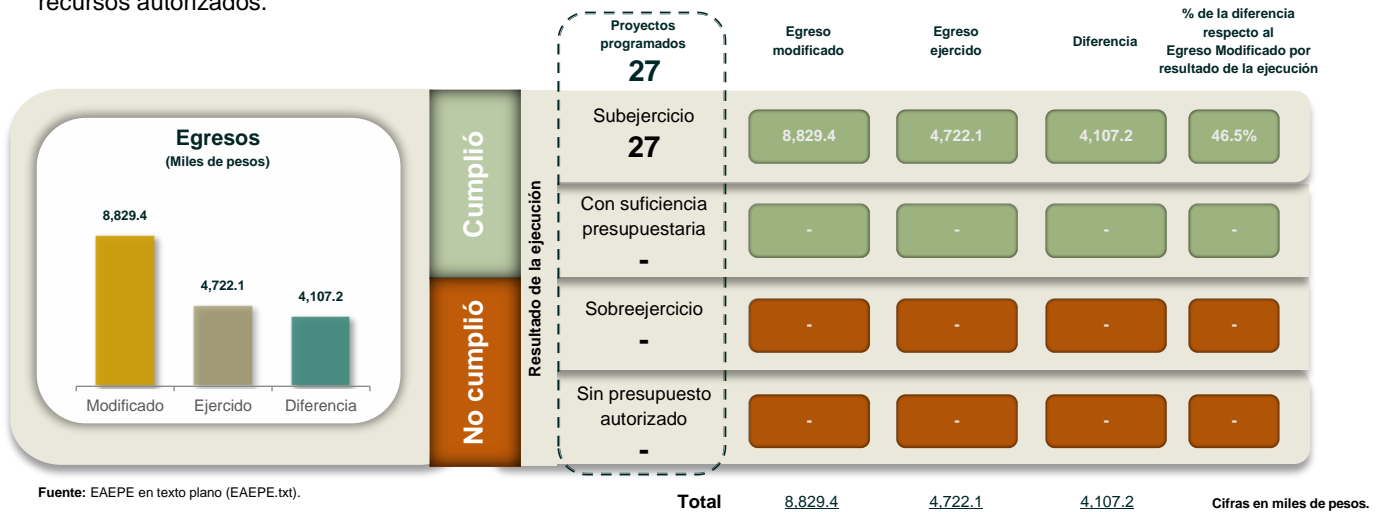 recursos autorizados.
Proyectos
programados
27
Egreso
modificado
Egreso
ejercido
Diferencia
% de la diferencia
respecto al
Egreso Modificado por
resultado de la ejecución
Egresos
(Miles de pesos)
8,829.4
4,722.1
4,107.2
Modificado
Ejercido
Diferencia
Cumplió
No cumplió
Resultado de la ejecución
Subejercicio
27
8,829.4
4,722.1
4,107.2
46.5%
Con suficiencia
presupuestaria
-
-
-
-
-
Sobreejercicio
-
-
-
-
-
Sin presupuesto
autorizado
-
-
-
-
-
Fuente: EAEPE en texto plano (EAEPE.txt).
Total
8,829.4
4,722.1
4,107.2
Cifras en miles de pesos.